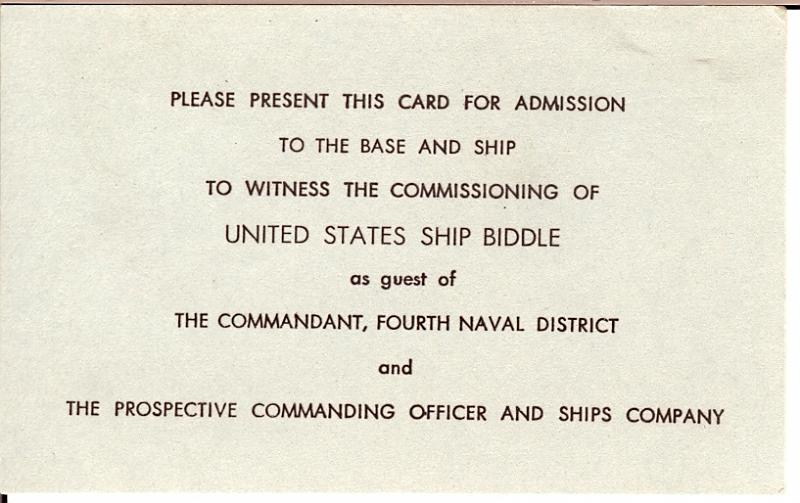 PLEASE PRESENT THIS CARD FOR ADMISSION
TO THE BASE AND SHIP
TO WITNESS THE COMMISSIONING OF
UNITED STATES SHIP BIDDLE
as guest of
THE COMMANDANT, FOURTH NAVAL DISTRICT
and
THE PROSPECTIVE COMMANDING OFFICER AND SHIPS COMPANY